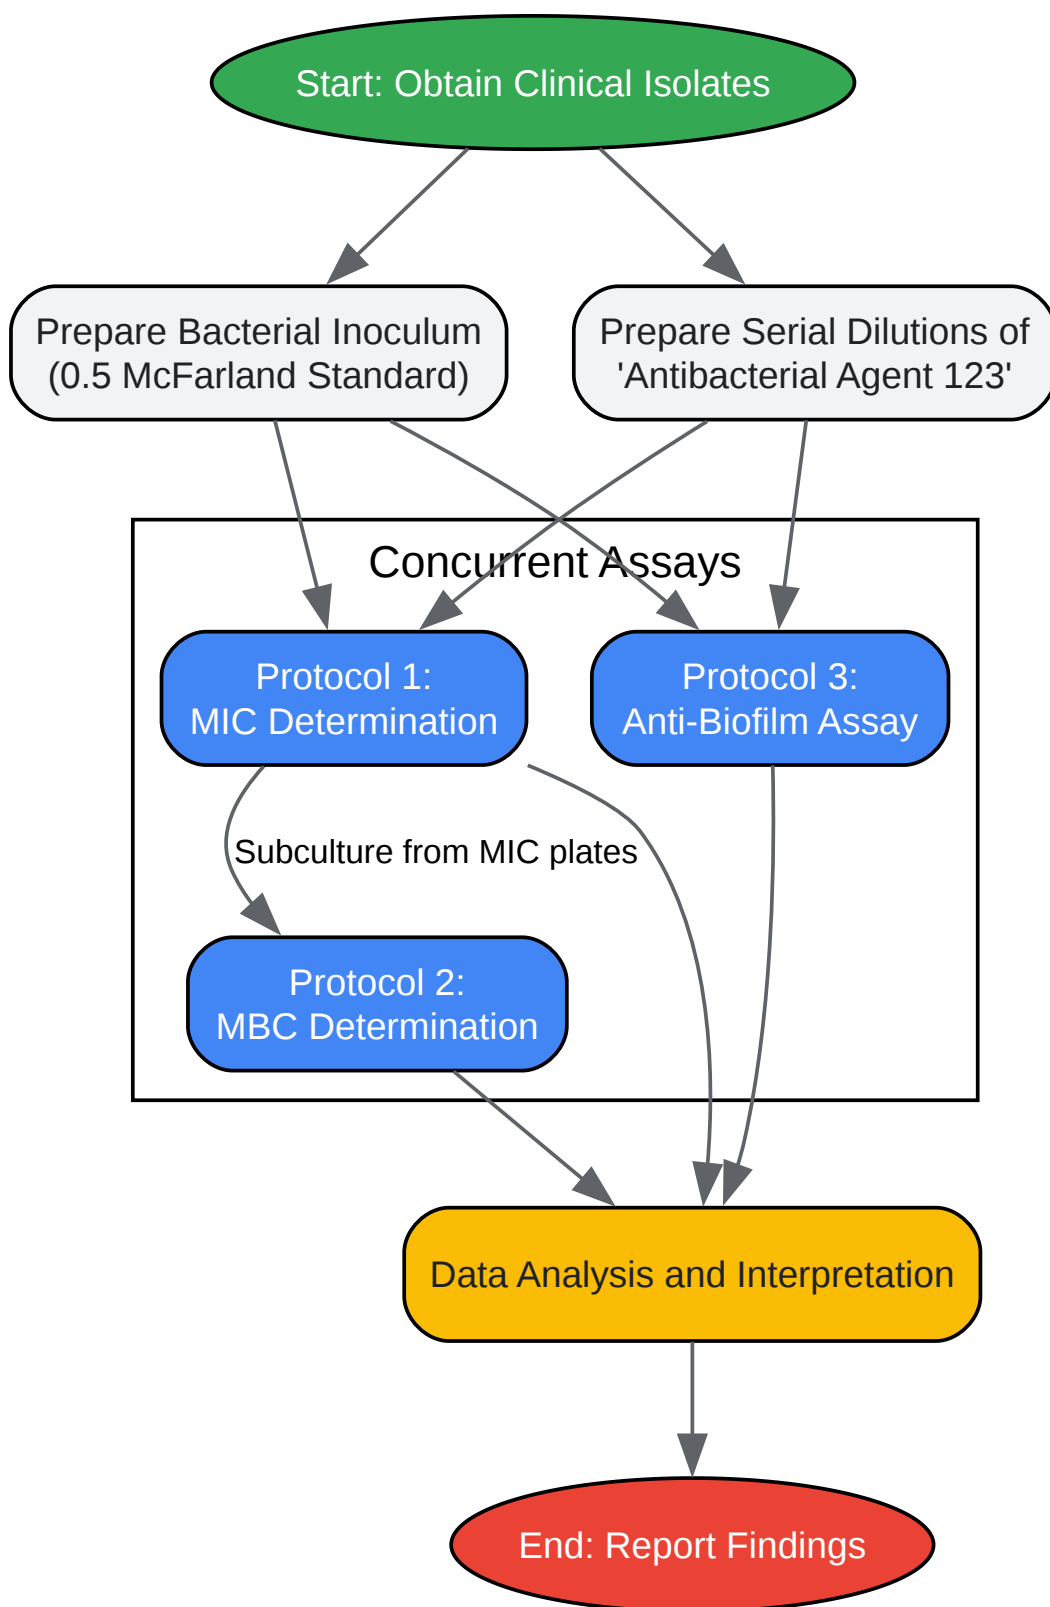 Start: Obtain Clinical Isolates
Prepare Bacterial Inoculum
(0.5 McFarland Standard)
Prepare Serial Dilutions of
'Antibacterial Agent 123'
Concurrent Assays
Protocol 1:
MIC Determination
Protocol 3:
Anti-Biofilm Assay
Subculture from MIC plates
Protocol 2:
MBC Determination
Data Analysis and Interpretation
End: Report Findings